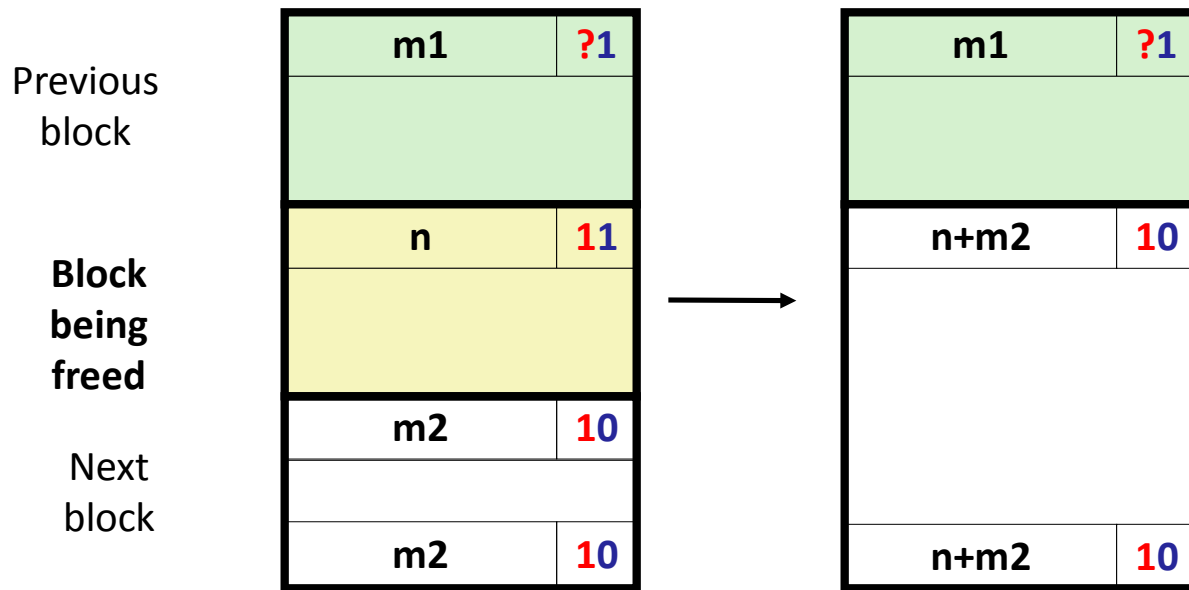 m1 ?1
m1 ?1
Previous
block
n 11
n+m2 10
Block
being
freed
m2 10
Next
block
m2 10
n+m2 10